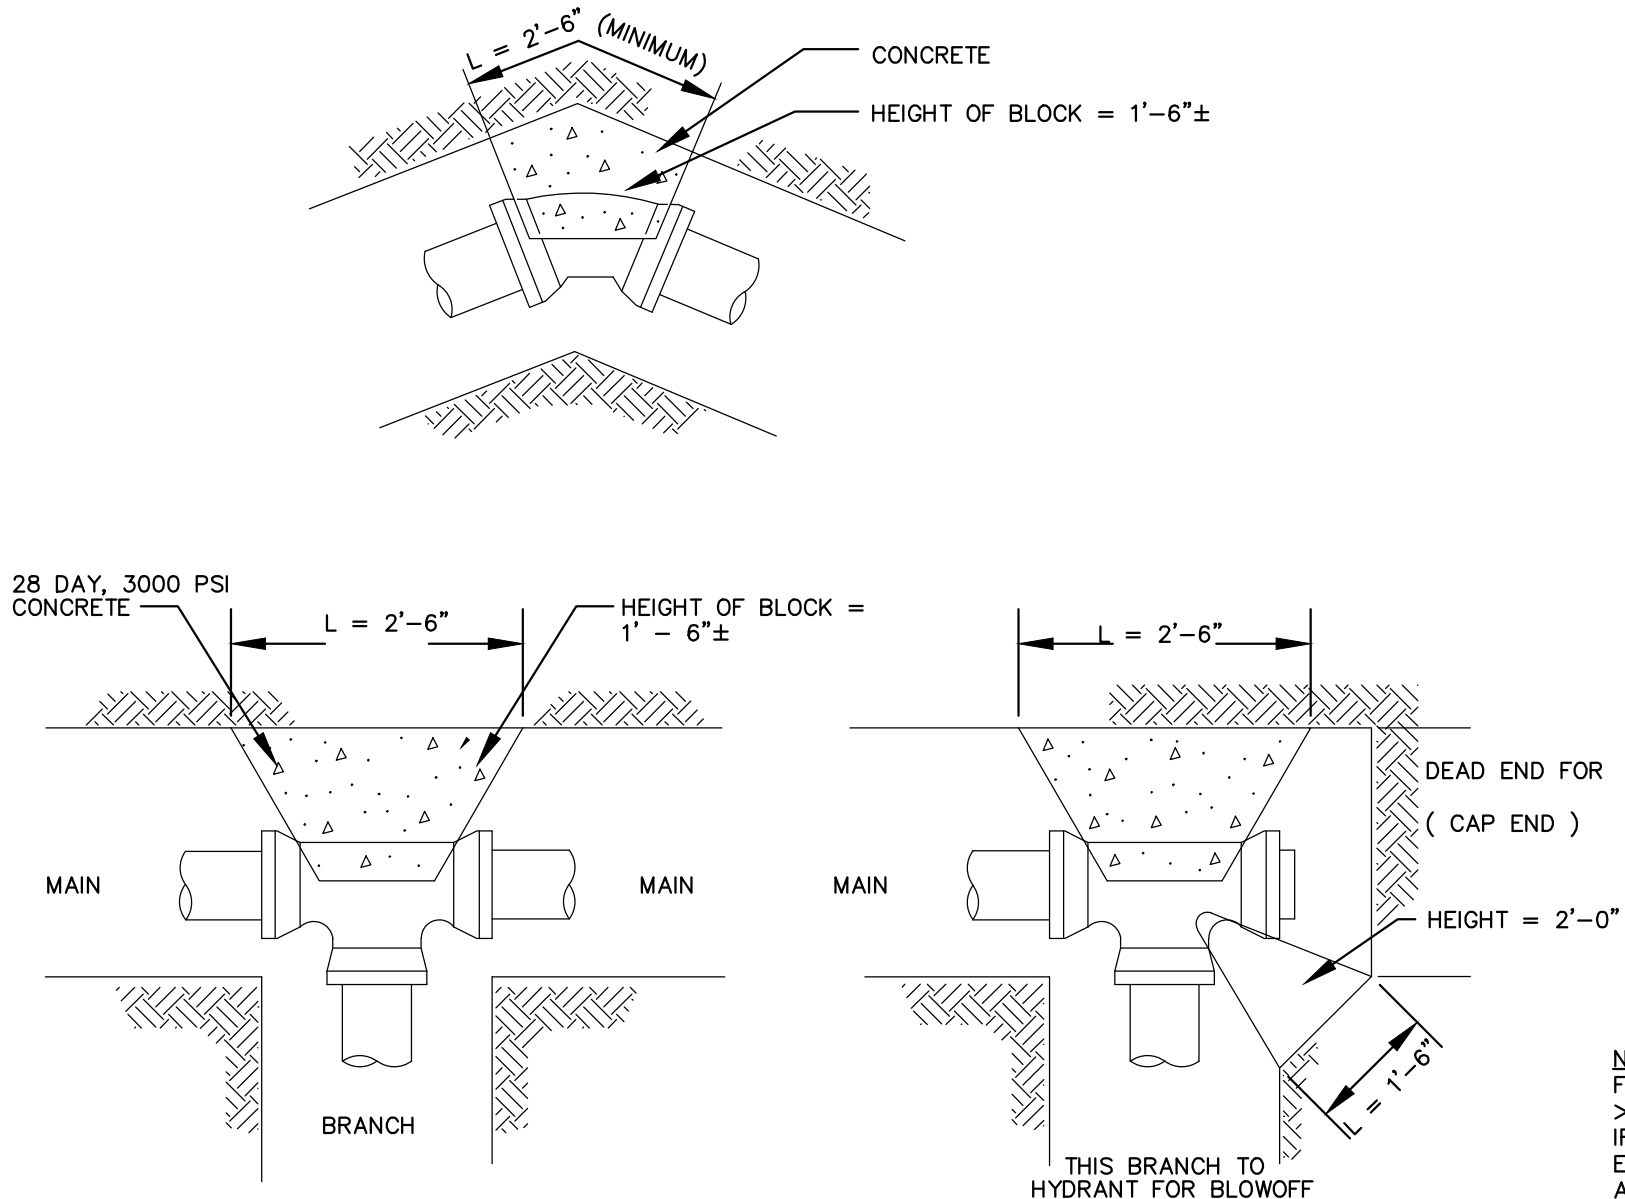 L = 2'-6" (MINIMUM)
CONCRETE
HEIGHT OF BLOCK = 1'-6"±
28 DAY, 3000 PSI
CONCRETE
L = 2'-6"
HEIGHT OF BLOCK =
1' - 6"±
L = 2'-6"
DEAD END FOR
( CAP END )
MAIN
MAIN
MAIN
HEIGHT = 2'-0"
L = 1'-6"
BRANCH
THIS BRANCH TO
HYDRANT FOR BLOWOFF